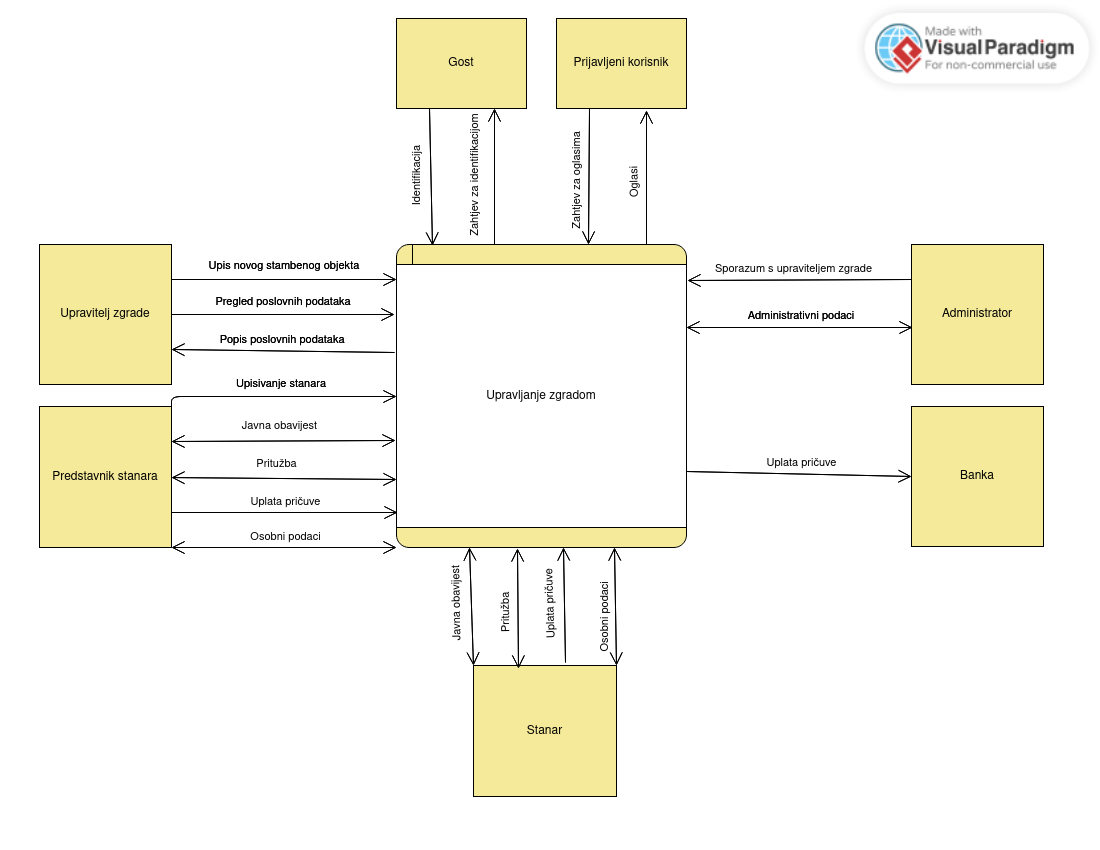 Made with
Visual Paradigm
For non-commercial use
Gost
Prijavljeni korisnik
Identifikacija
Zahtjev za identifikacijom
Zahtjev za oglasima
Oglasi
Upravitelj zgrade
Upis novog stambenog objekta
Pregled poslovnih podataka
Popis poslovnih podataka
Sporazum s upraviteljem zgrade
Administrativni podaci
Administrator
Upravljanje zgradom
Predstavnik stanara
Upisivanje stanara
Javna obavijest
Pritužba
Uplata pričuve
Osobni podaci
Uplata pričuve
Banka
Javna obavijest
Pritužba
Uplata pričuve
Osobni podaci
Stanar